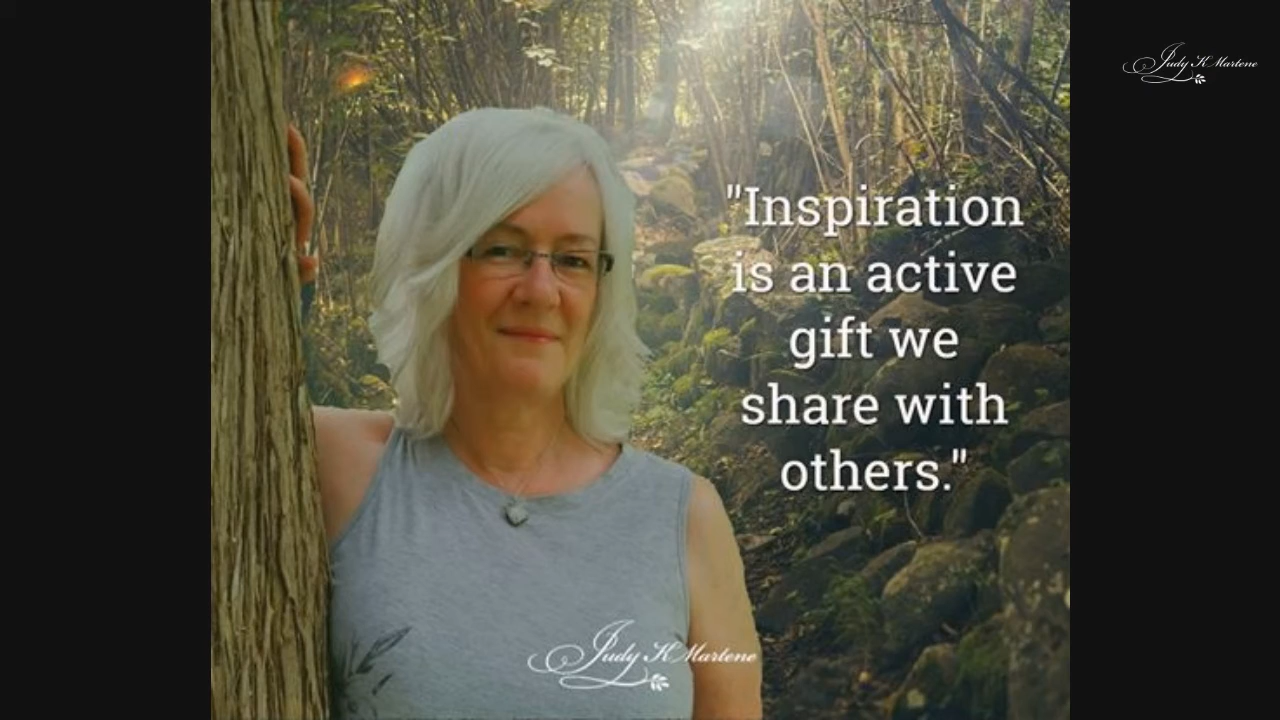 Judy K Martene
"Inspiration
is an active
gift we
share with
others."
Judy K Martene